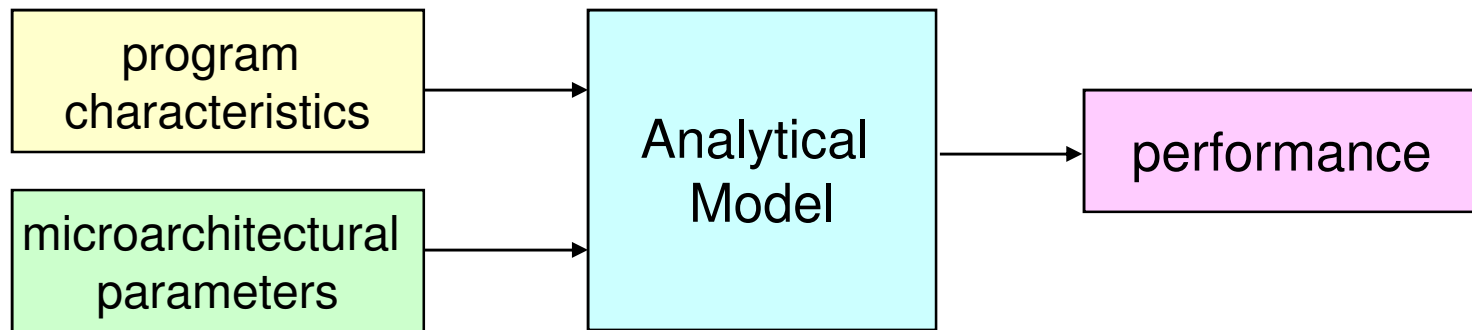 program
characteristics
microarchitectural
parameters
Analytical
Model
performance